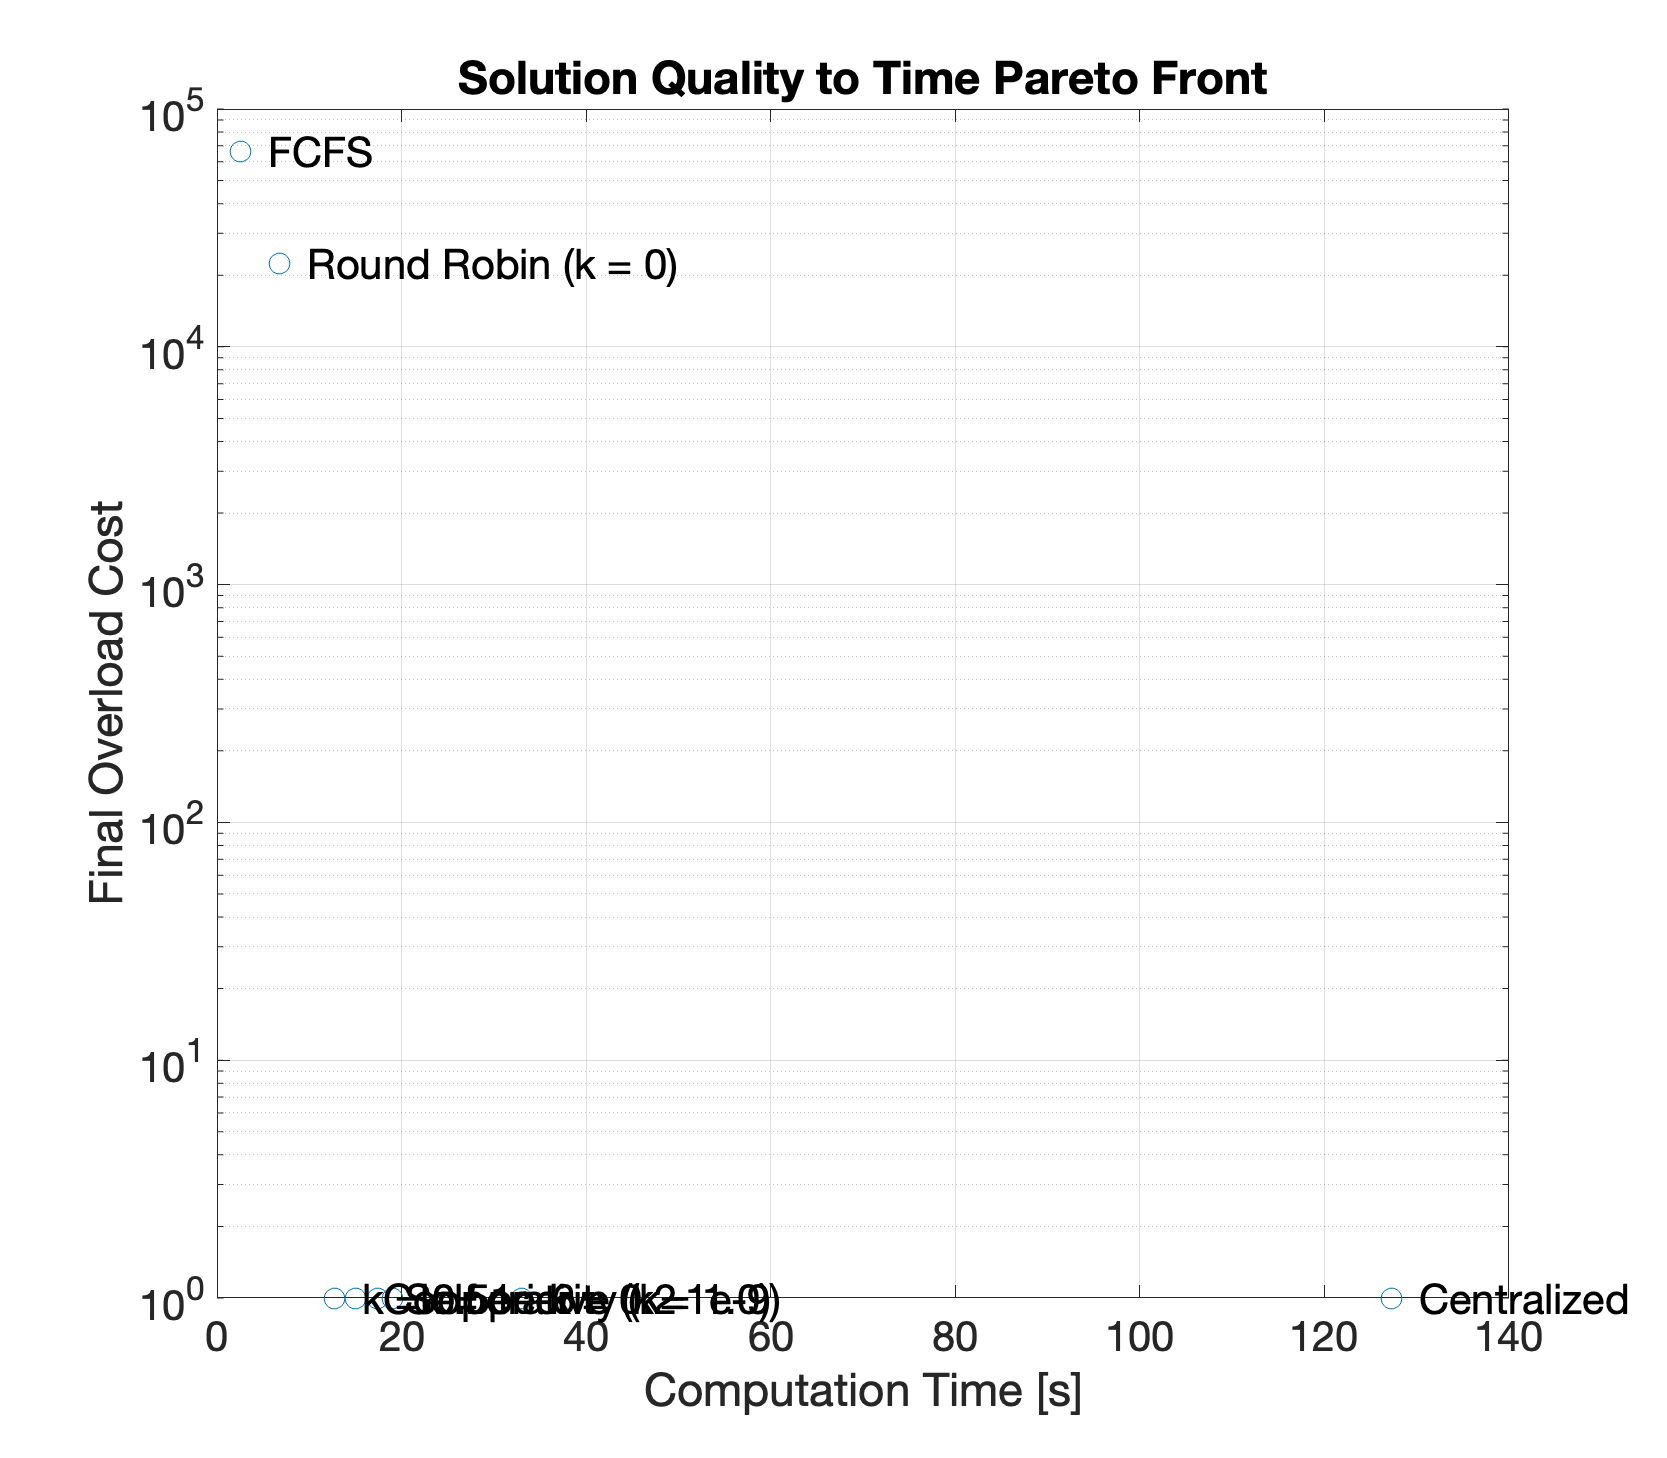 Solution Quality to Time Pareto Front
10^5
FCFS
Round Robin (k = 0)
10^4
10^3
10^2
10^1
10^0
Centralized
0 20 40 60 80 100 120 140
Computation Time [s]
Final Overload Cost